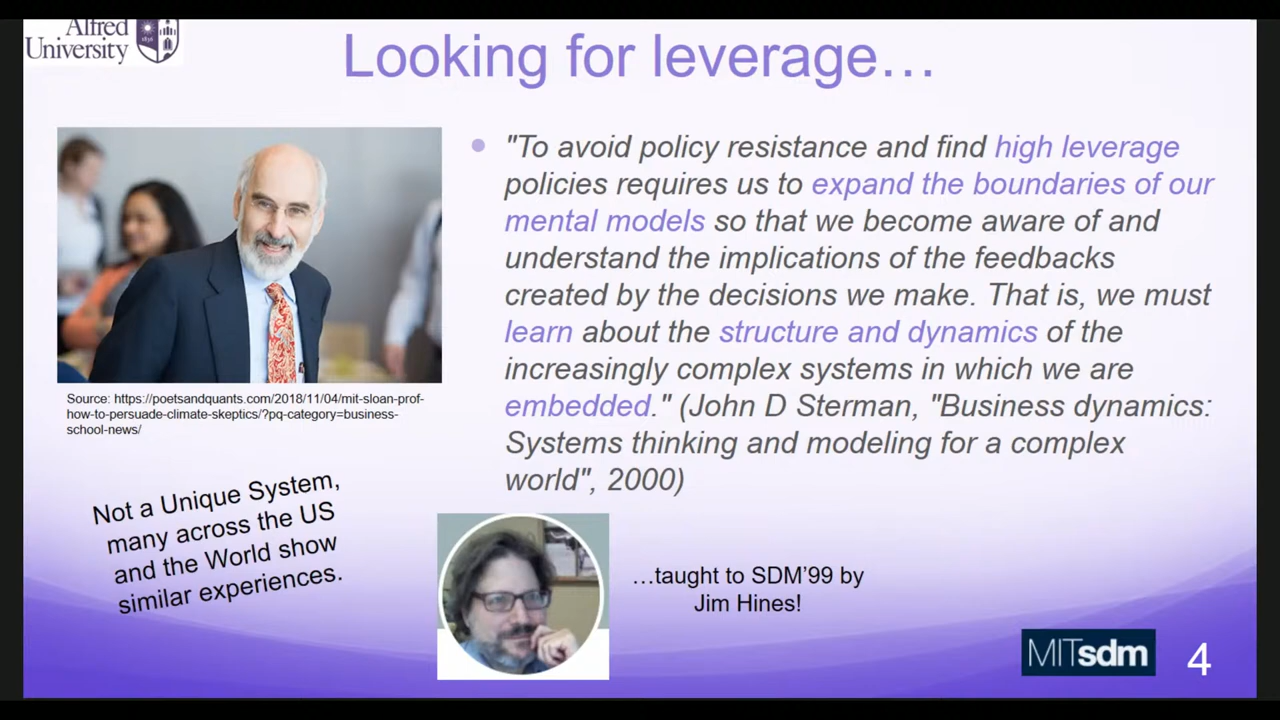 Alfred
University
Looking for leverage…
"To avoid policy resistance and find high leverage
policies requires us to expand the boundaries of our
mental models so that we become aware of and
understand the implications of the feedbacks
created by the decisions we make. That is, we must
learn about the structure and dynamics of the
increasingly complex systems in which we are
embedded." (John D Sterman, "Business dynamics:
Systems thinking and modeling for a complex
world", 2000)
Source: https://poetsandquants.com/2018/11/04/mit-sloan-prof-
how-to-persuade-climate-skeptics/?pq-category=business-
school-news/
Not a Unique System,
many across the US
and the World show
similar experiences.
…taught to SDM’99 by
Jim Hines!
MITsdm
4